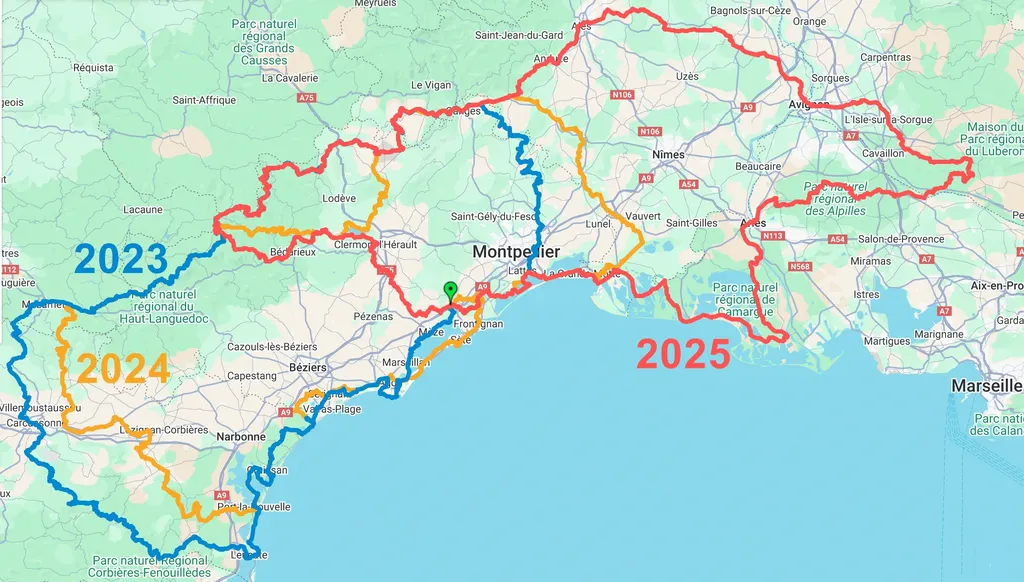 Meyrueis
Bagnols-sur-Cèze
Parc naturel
régional
des Grands
Causses
Saint-Jean-du-Gard
Alès
Orange
Carpentras
Réquista
La Cavalerie
Anduze
Uzès
Sorgues
Le Vigan
A75
N106
A9
Avignon
Saint-Affrique
Ganges
L'Isle-sur-la-Sorgue
Maison du
Parc régional
du Luberon
N106
A7
Nîmes
Cavaillon
Beaucaire
A9
A54
Lodève
Parc naturel
régional
des Alpilles
Lacaune
Saint-Gély-du-Fesc
Lunel
Vauvert
Saint-Gilles
Arles
N113
A54
Salon-de-Provence
2023
Bédarieux
Clermont-l'Hérault
Montpellier
Lattes
La Grande-Motte
N568
A7
Miramas
112
Mazamet
Parc naturel
régional du
Haut-Languedoc
A9
Parc naturel
régional de
Camargue
Istres
Aix-en-Pro
Pézenas
Mèze
Frontignan
Sète
A7
Marignane
Martigues
Cazouls-lès-Béziers
2024
2025
Marseillan
Capestang
Béziers
Agde
Marseille
Sérignan
Valras-Plage
A9
Villemoustaussou
Carcassonne
Lézignan-Corbières
Narbonne
Parc nati
des Calan
Gruissan
A9
Port-la-Nouvelle
Leucate
Parc naturel Régional
Corbières-Fenouillèdes